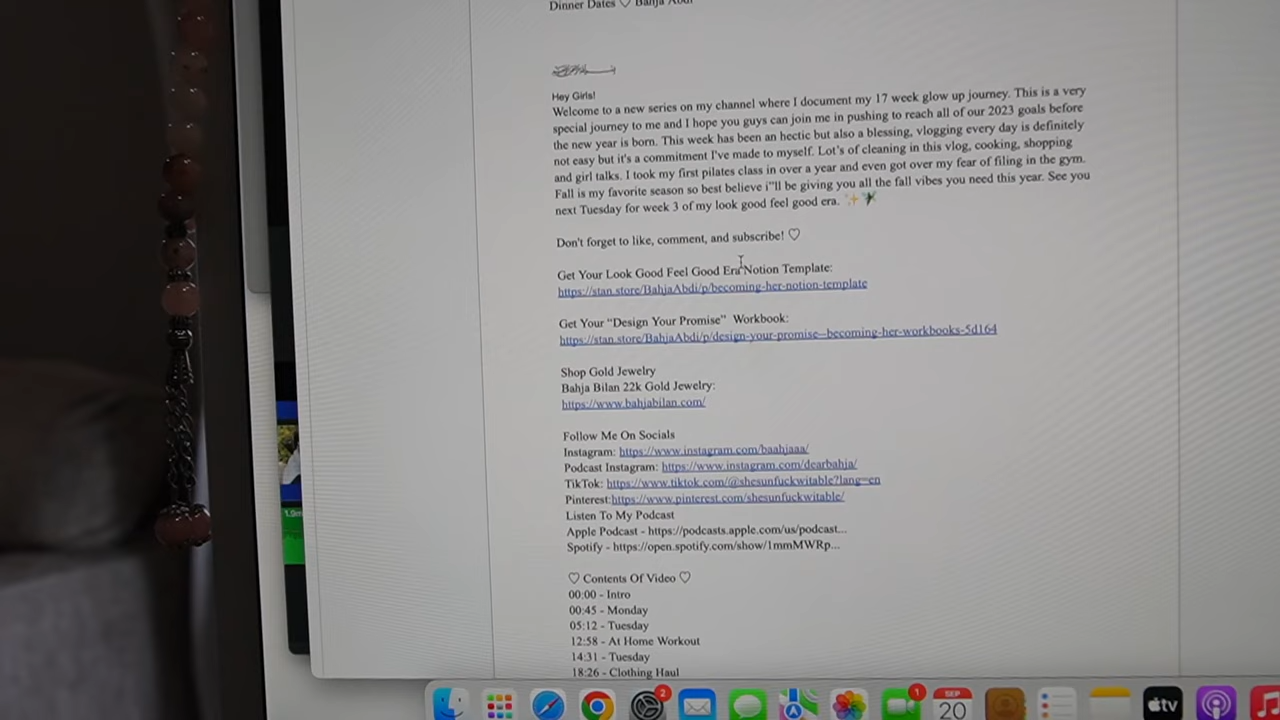 Dinner Dates ♡ Bahja Abdi
Hey Girls!
Welcome to a new series on my channel where I document my 17 week glow up journey. This is a very
special journey to me and I hope you guys can join me in pushing to reach all of our 2023 goals before
the new year is born. This week has been an hectic but also a blessing, vlogging every day is definitely
not easy but it's a commitment I've made to myself. Lot's of cleaning in this vlog, cooking, shopping
and girl talks. I took my first pilates class in over a year and even got over my fear of filing in the gym.
Fall is my favorite season so best believe i"ll be giving you all the fall vibes you need this year. See you
next Tuesday for week 3 of my look good feel good era. ✨
Don't forget to like, comment, and subscribe! ♡
Get Your Look Good Feel Good Era Notion Template:
https://stan.store/BahjaAbdi/p/becoming-her-notion-template
Get Your “Design Your Promise” Workbook:
https://stan.store/BahjaAbdi/p/design-your-promise--becoming-her-workbooks-5d164
Shop Gold Jewelry
Bahja Bilan 22k Gold Jewelry:
https://www.bahjabilan.com/
Follow Me On Socials
Instagram: https://www.instagram.com/baahjaaa/
Podcast Instagram: https://www.instagram.com/dearbahja/
TikTok: https://www.tiktok.com/@shesunfuckwitable?lang=en
Pinterest:https://www.pinterest.com/shesunfuckwitable/
Listen To My Podcast
Apple Podcast - https://podcasts.apple.com/us/podcast...
Spotify - https://open.spotify.com/show/1mmMWRp...
♡ Contents Of Video ♡
00:00 - Intro
00:45 - Monday
05:12 - Tuesday
12:58 - At Home Workout
14:31 - Tuesday
18:26 - Clothing Haul
2
1
SEP
20
tv